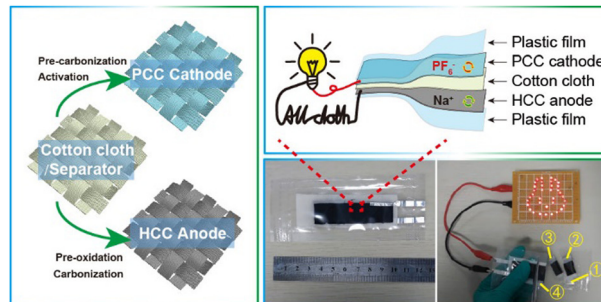 Pre-carbonization
Activation
PCC Cathode
Cotton cloth
/Separator
HCC Anode
Pre-oxidation
Carbonization
All cloth
PF₆⁻
Na⁺
Plastic film
PCC cathode
Cotton cloth
HCC anode
Plastic film
③
②
①
④